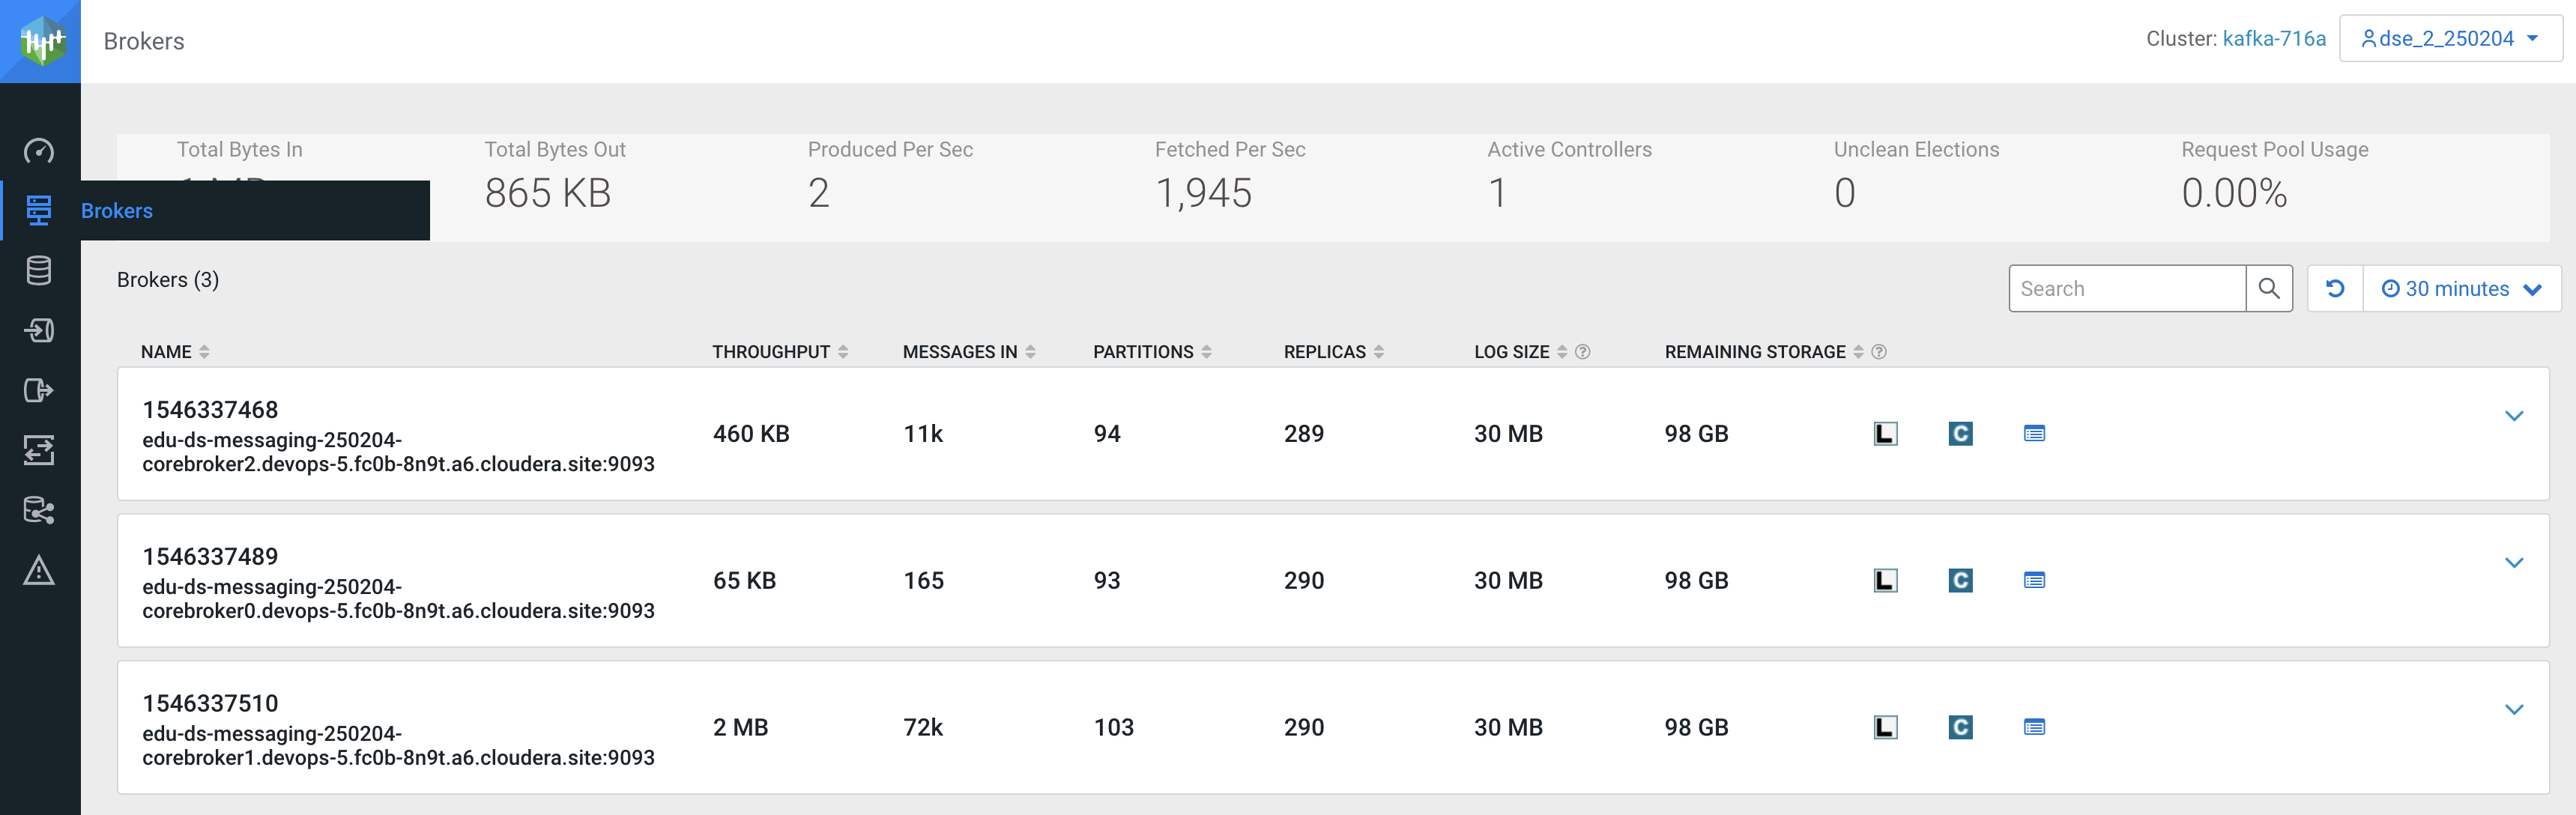 Brokers
Cluster: kafka-716a
dse_2_250204
Total Bytes In
Total Bytes Out
Produced Per Sec
Fetched Per Sec
Active Controllers
Unclean Elections
Request Pool Usage
865 KB
2
1,945
1
0
0.00%
Brokers
Brokers (3)
Search
30 minutes
NAME
THROUGHPUT
MESSAGES IN
PARTITIONS
REPLICAS
LOG SIZE
REMAINING STORAGE
1546337468
edu-ds-messaging-250204-
corebroker2.devops-5.fc0b-8n9t.a6.cloudera.site:9093
460 KB
11k
94
289
30 MB
98 GB
L
C
1546337489
edu-ds-messaging-250204-
corebroker0.devops-5.fc0b-8n9t.a6.cloudera.site:9093
65 KB
165
93
290
30 MB
98 GB
L
C
1546337510
edu-ds-messaging-250204-
corebroker1.devops-5.fc0b-8n9t.a6.cloudera.site:9093
2 MB
72k
103
290
30 MB
98 GB
L
C